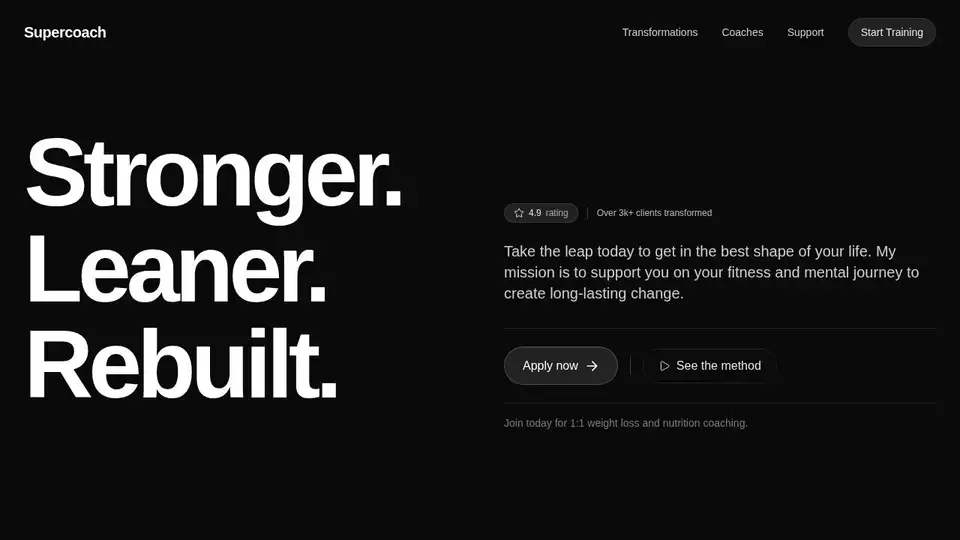 Supercoach
Transformations
Coaches
Support
Start Training
Stronger.
Leaner.
Rebuilt.
4.9 rating
Over 3k+ clients transformed
Take the leap today to get in the best shape of your life. My
mission is to support you on your fitness and mental journey to
create long-lasting change.
Apply now
See the method
Join today for 1:1 weight loss and nutrition coaching.